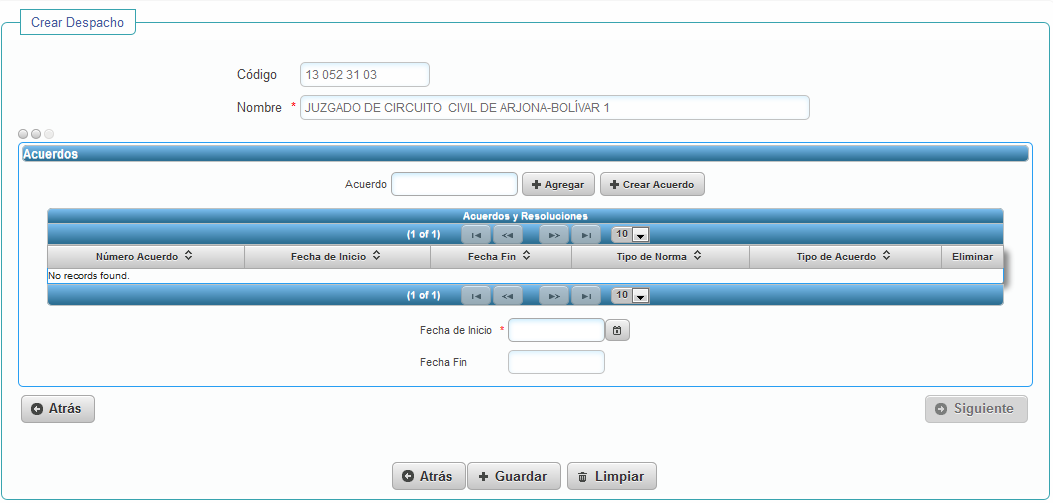 Crear Despacho
Código 13 052 31 03
Nombre * JUZGADO DE CIRCUITO CIVIL DE ARJONA-BOLÍVAR 1
Acuerdos
Acuerdo Agregar Crear Acuerdo
Acuerdos y Resoluciones
(1 of 1) 10
Número Acuerdo Fecha de Inicio Fecha Fin Tipo de Norma Tipo de Acuerdo Eliminar
No records found.
(1 of 1) 10
Fecha de Inicio *
Fecha Fin
Atrás Siguiente
Atrás Guardar Limpiar